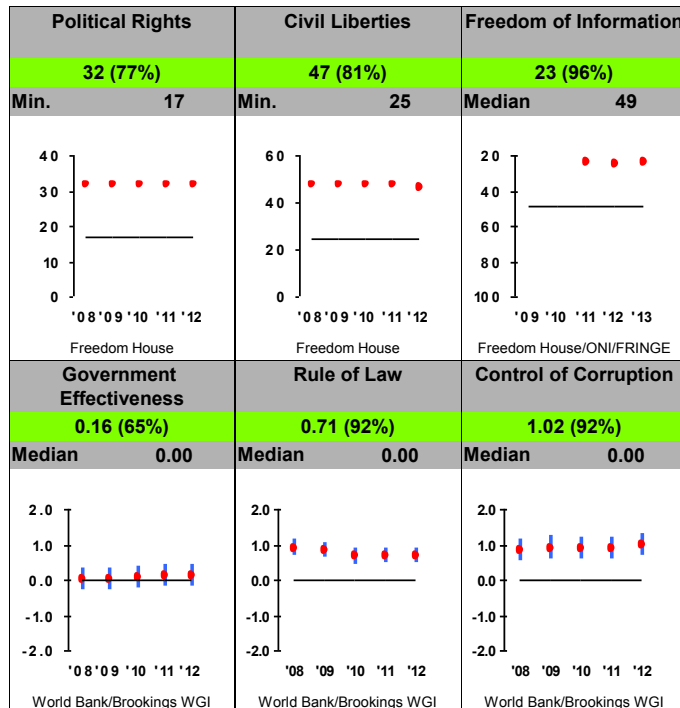 Political Rights
32 (77%)
Min. 17
40
30
20
10
0
'08 '09 '10 '11 '12
Freedom House
Civil Liberties
47 (81%)
Min. 25
60
40
20
0
'08 '09 '10 '11 '12
Freedom House
Freedom of Information
23 (96%)
Median 49
20
40
60
80
100
'09 '10 '11 '12 '13
Freedom House/ONI/FRINGE
Government
Effectiveness
0.16 (65%)
Median 0.00
2.0
1.0
0.0
-1.0
-2.0
'08 '09 '10 '11 '12
World Bank/Brookings WGI
Rule of Law
0.71 (92%)
Median 0.00
2.0
1.0
0.0
-1.0
-2.0
'08 '09 '10 '11 '12
World Bank/Brookings WGI
Control of Corruption
1.02 (92%)
Median 0.00
2.0
1.0
0.0
-1.0
-2.0
'08 '09 '10 '11 '12
World Bank/Brookings WGI